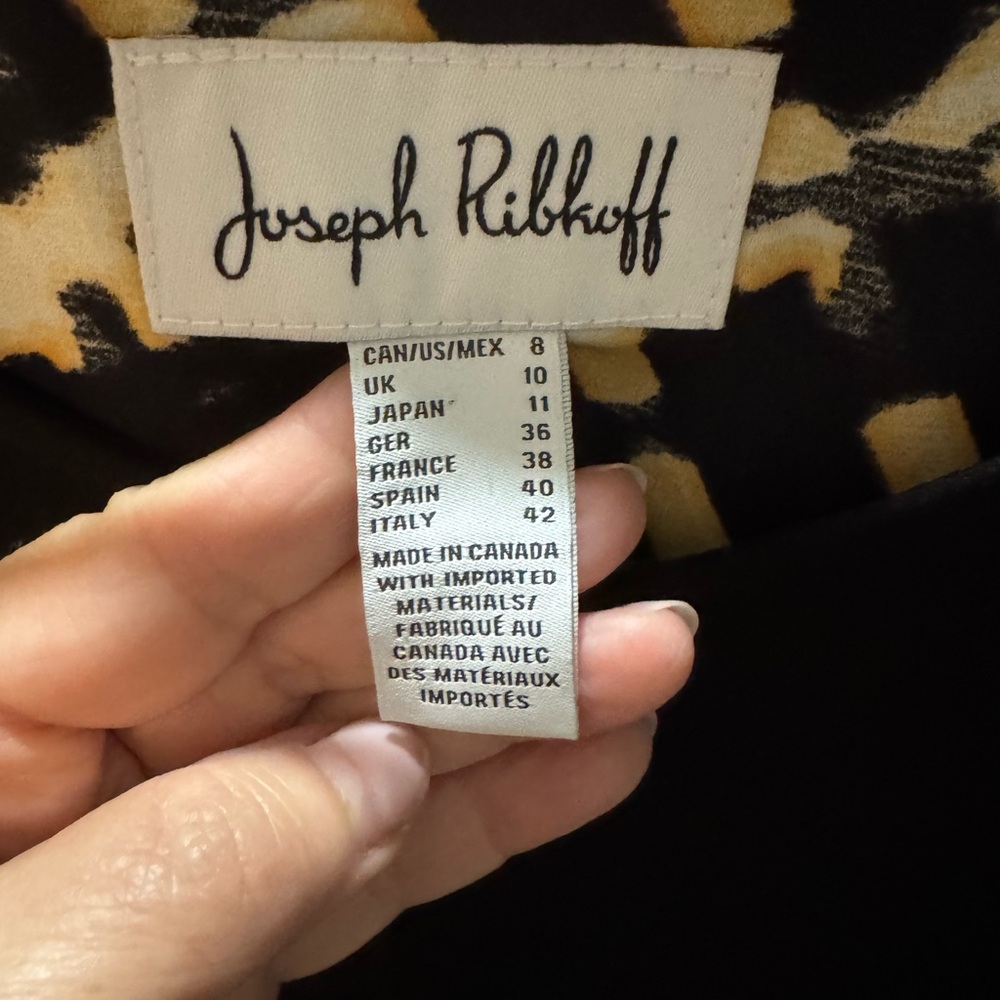 Joseph Ribkoff
CAN/US/MEX 8
UK 10
JAPAN 11
GER 36
FRANCE 38
SPAIN 40
ITALY 42
MADE IN CANADA
WITH IMPORTED
MATERIALS/
FABRIQUÉ AU
CANADA AVEC
DES MATÉRIAUX
IMPORTÉS